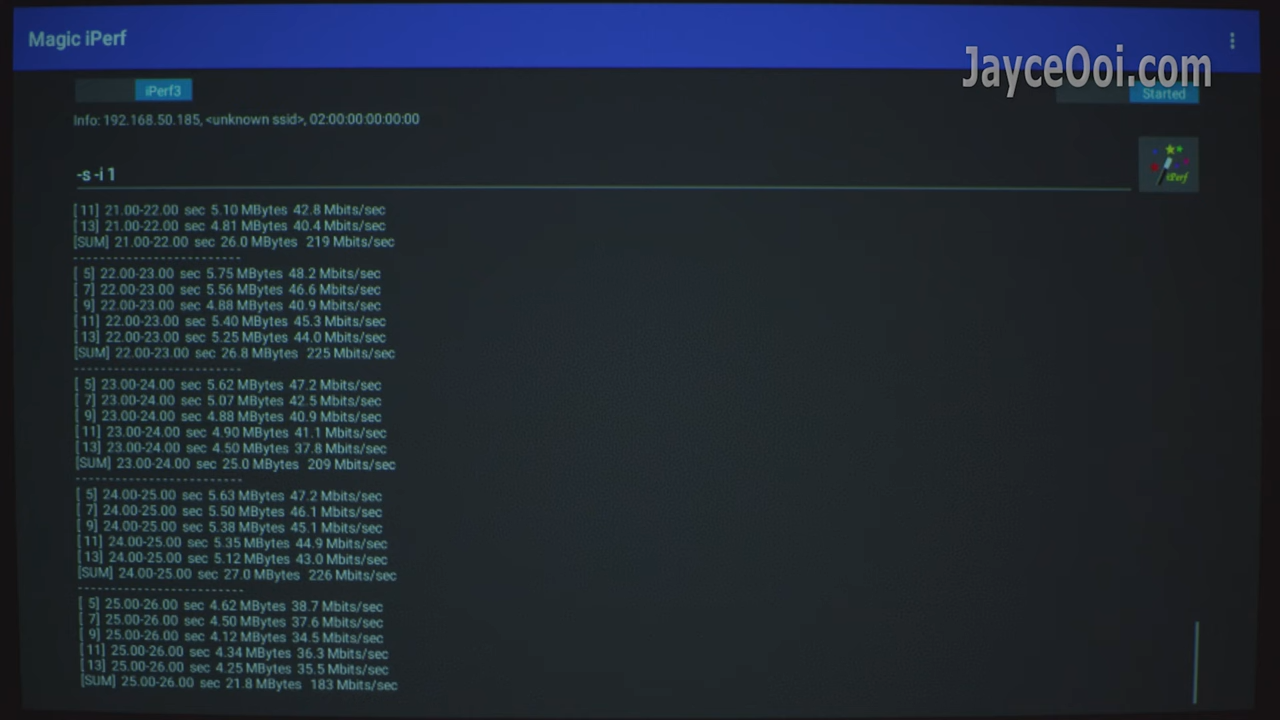 Magic iPerf
JayceOoi.com
iPerf3
Started
Info: 192.168.50.185, <unknown ssid>, 02:00:00:00:00:00
-s -i 1
iPerf
[11] 21.00-22.00 sec 5.10 MBytes 42.8 Mbits/sec
[13] 21.00-22.00 sec 4.81 MBytes 40.4 Mbits/sec
[SUM] 21.00-22.00 sec 26.0 MBytes 219 Mbits/sec
- - - - - - - - - - - - - - - - - - - - - - - - -
[ 5] 22.00-23.00 sec 5.75 MBytes 48.2 Mbits/sec
[ 7] 22.00-23.00 sec 5.56 MBytes 46.6 Mbits/sec
[ 9] 22.00-23.00 sec 4.88 MBytes 40.9 Mbits/sec
[11] 22.00-23.00 sec 5.40 MBytes 45.3 Mbits/sec
[13] 22.00-23.00 sec 5.25 MBytes 44.0 Mbits/sec
[SUM] 22.00-23.00 sec 26.8 MBytes 225 Mbits/sec
- - - - - - - - - - - - - - - - - - - - - - - - -
[ 5] 23.00-24.00 sec 5.62 MBytes 47.2 Mbits/sec
[ 7] 23.00-24.00 sec 5.07 MBytes 42.5 Mbits/sec
[ 9] 23.00-24.00 sec 4.88 MBytes 40.9 Mbits/sec
[11] 23.00-24.00 sec 4.90 MBytes 41.1 Mbits/sec
[13] 23.00-24.00 sec 4.50 MBytes 37.8 Mbits/sec
[SUM] 23.00-24.00 sec 25.0 MBytes 209 Mbits/sec
- - - - - - - - - - - - - - - - - - - - - - - - -
[ 5] 24.00-25.00 sec 5.63 MBytes 47.2 Mbits/sec
[ 7] 24.00-25.00 sec 5.50 MBytes 46.1 Mbits/sec
[ 9] 24.00-25.00 sec 5.38 MBytes 45.1 Mbits/sec
[11] 24.00-25.00 sec 5.35 MBytes 44.9 Mbits/sec
[13] 24.00-25.00 sec 5.12 MBytes 43.0 Mbits/sec
[SUM] 24.00-25.00 sec 27.0 MBytes 226 Mbits/sec
- - - - - - - - - - - - - - - - - - - - - - - - -
[ 5] 25.00-26.00 sec 4.62 MBytes 38.7 Mbits/sec
[ 7] 25.00-26.00 sec 4.50 MBytes 37.6 Mbits/sec
[ 9] 25.00-26.00 sec 4.12 MBytes 34.5 Mbits/sec
[11] 25.00-26.00 sec 4.34 MBytes 36.3 Mbits/sec
[13] 25.00-26.00 sec 4.25 MBytes 35.5 Mbits/sec
[SUM] 25.00-26.00 sec 21.8 MBytes 183 Mbits/sec